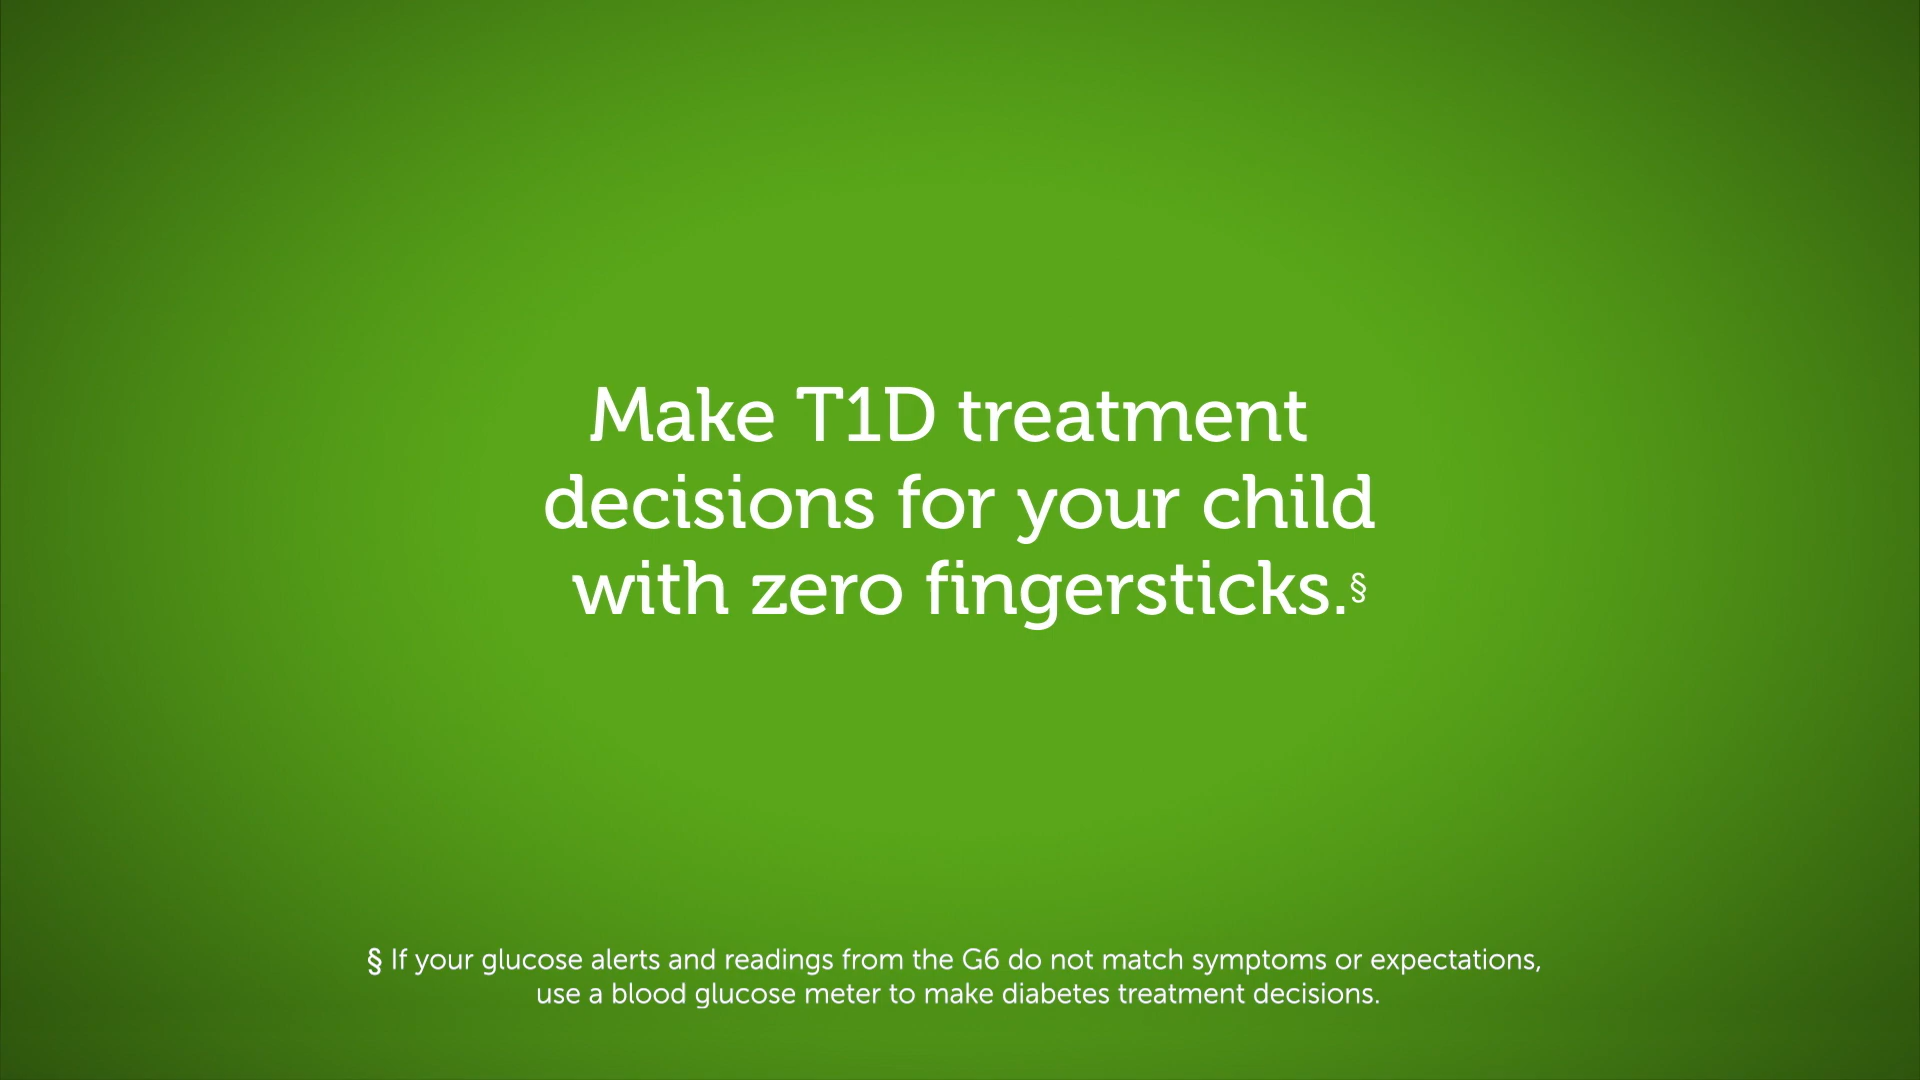 Make T1D treatment
decisions for your child
with zero fingersticks.§
§ If your glucose alerts and readings from the G6 do not match symptoms or expectations,
use a blood glucose meter to make diabetes treatment decisions.